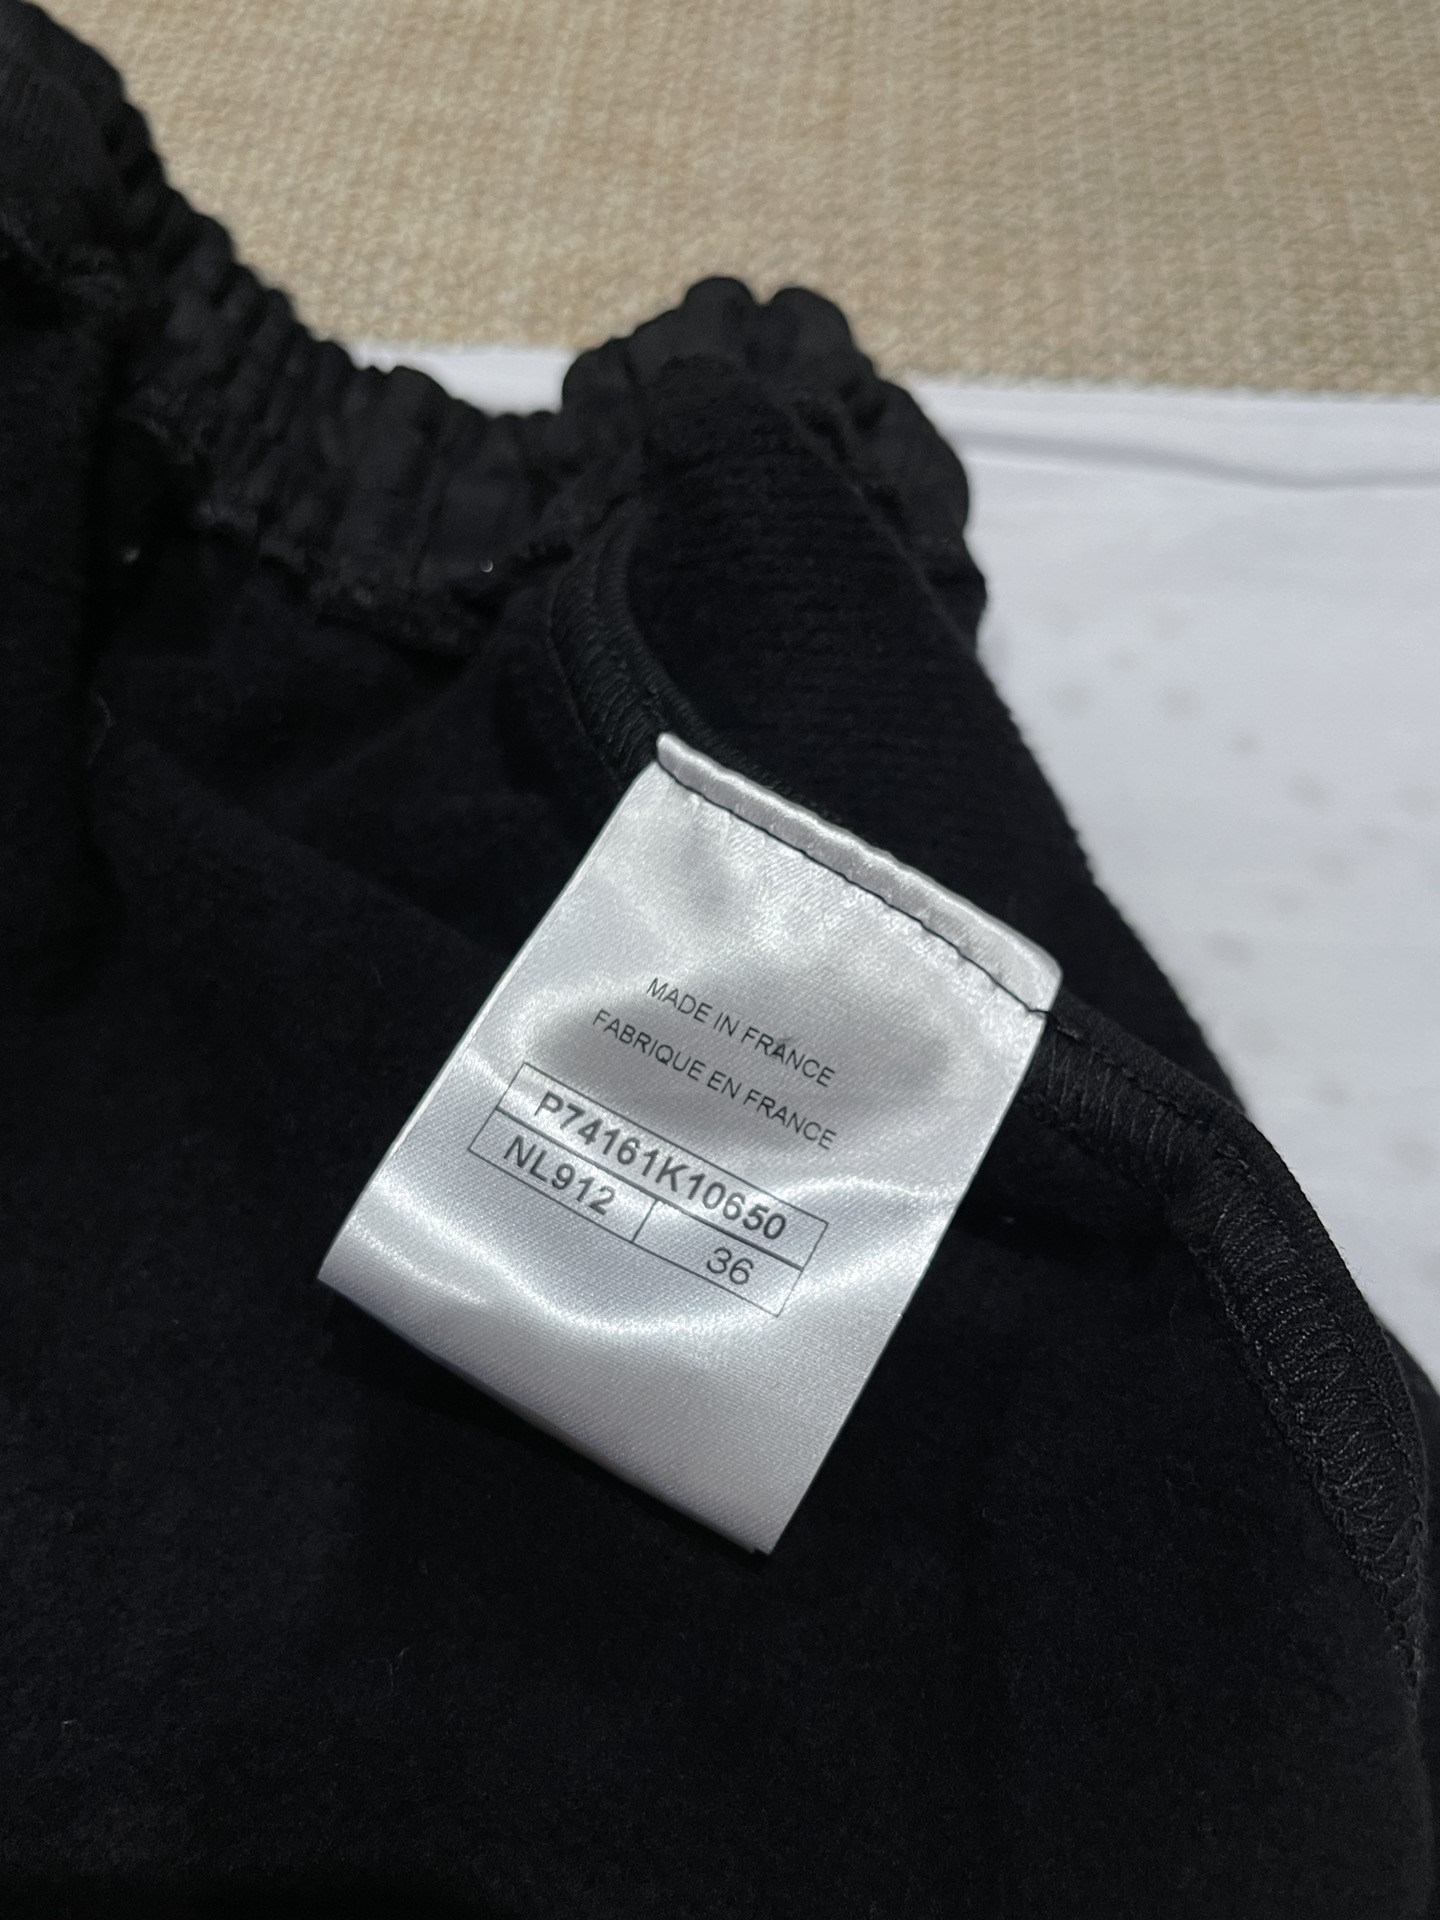 MADE IN FRANCE
FABRIQUE EN FRANCE
P74161K10650
NL912 36